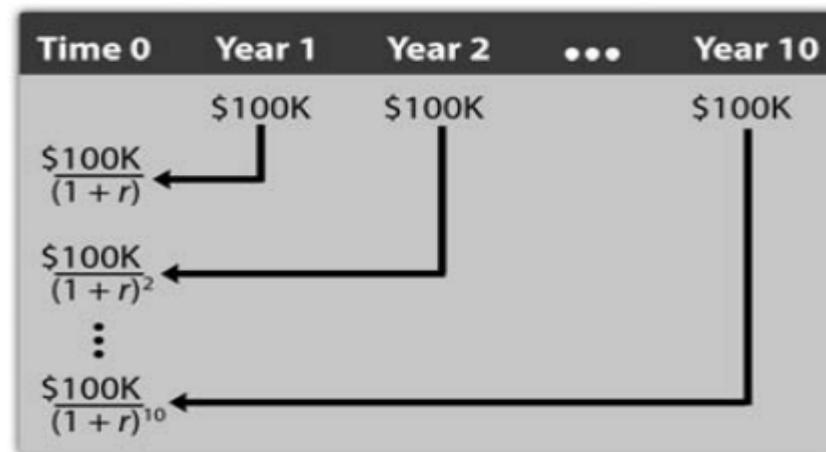 Time 0 Year 1 Year 2 ••• Year 10
$100K $100K $100K
$100K
(1 + r)
$100K
(1 + r)²
$100K
(1 + r)¹⁰